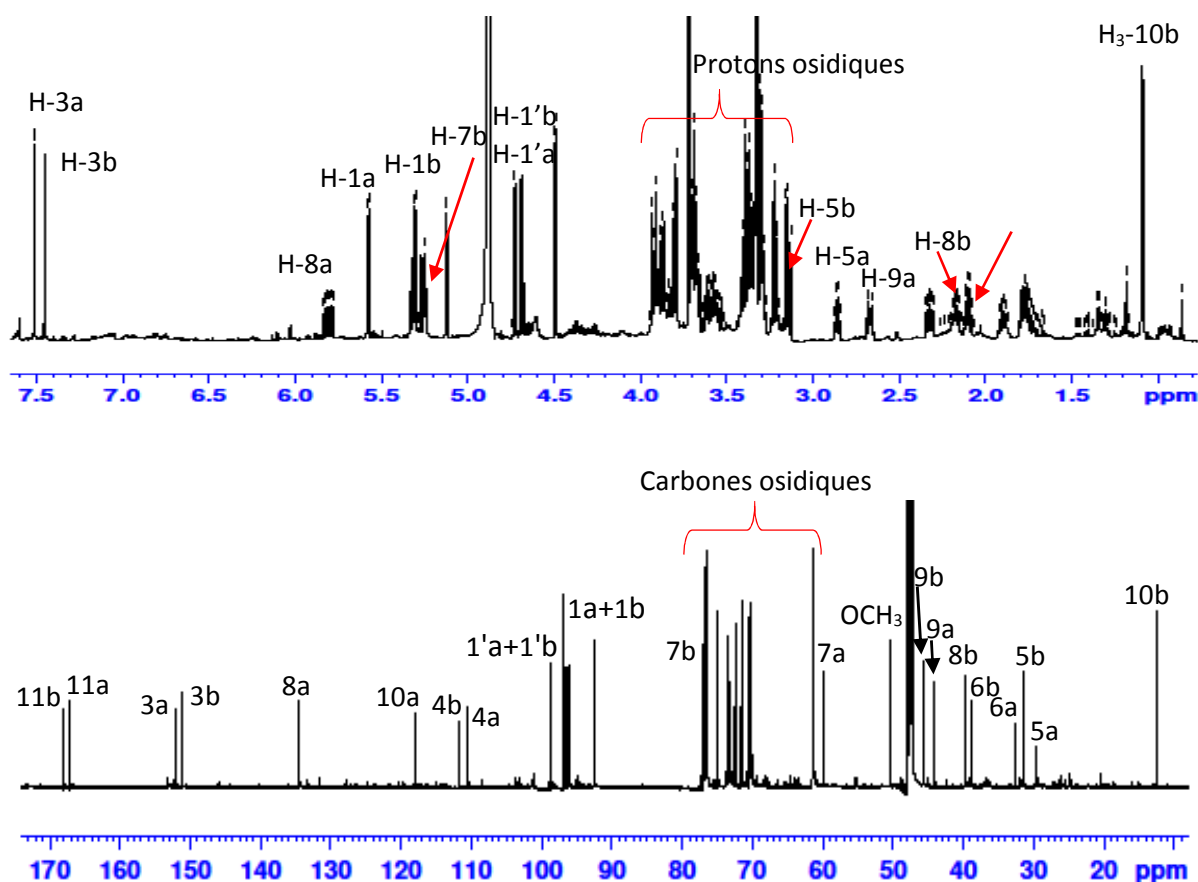 H₃-10b
Protons osidiques
H-3a
H-3b
H-1'b
H-7b
H-1'a
H-1b
H-1a
H-8a
H-5b
H-5a
H-8b
H-9a
7.5 7.0 6.5 6.0 5.5 5.0 4.5 4.0 3.5 3.0 2.5 2.0 1.5 ppm
Carbones osidiques
9b
1a+1b
OCH₃
10b
1'a+1'b
7b
9a
7a
8b
5b
11b
11a
3a
3b
8a
10a
4b
4a
6b
6a
5a
170 160 150 140 130 120 110 100 90 80 70 60 50 40 30 20 ppm